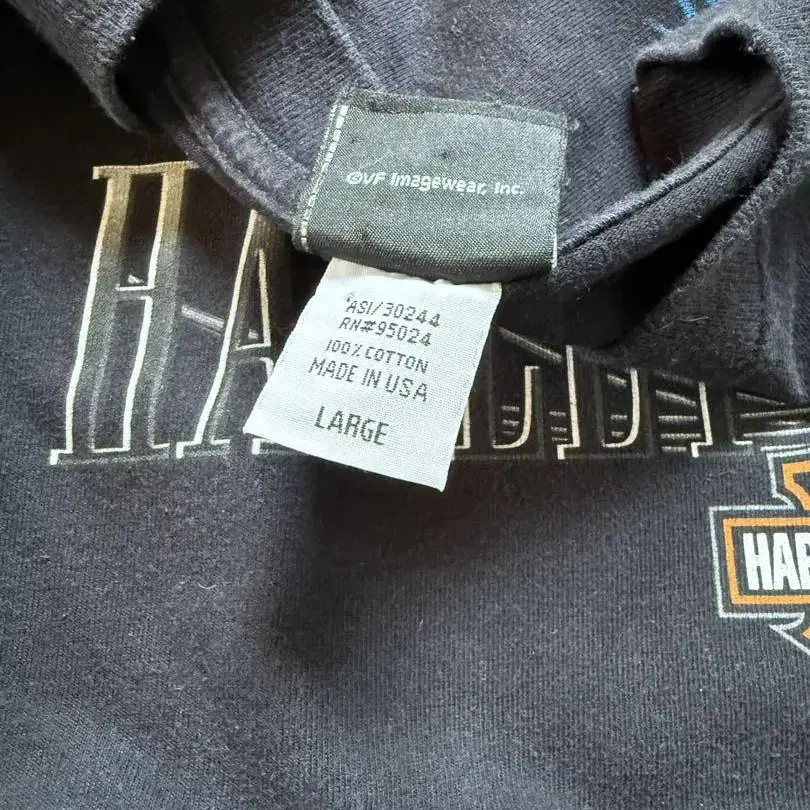 ©VF Imagewear, Inc.
ASI/30244
RN#95024
100% COTTON
MADE IN USA
LARGE